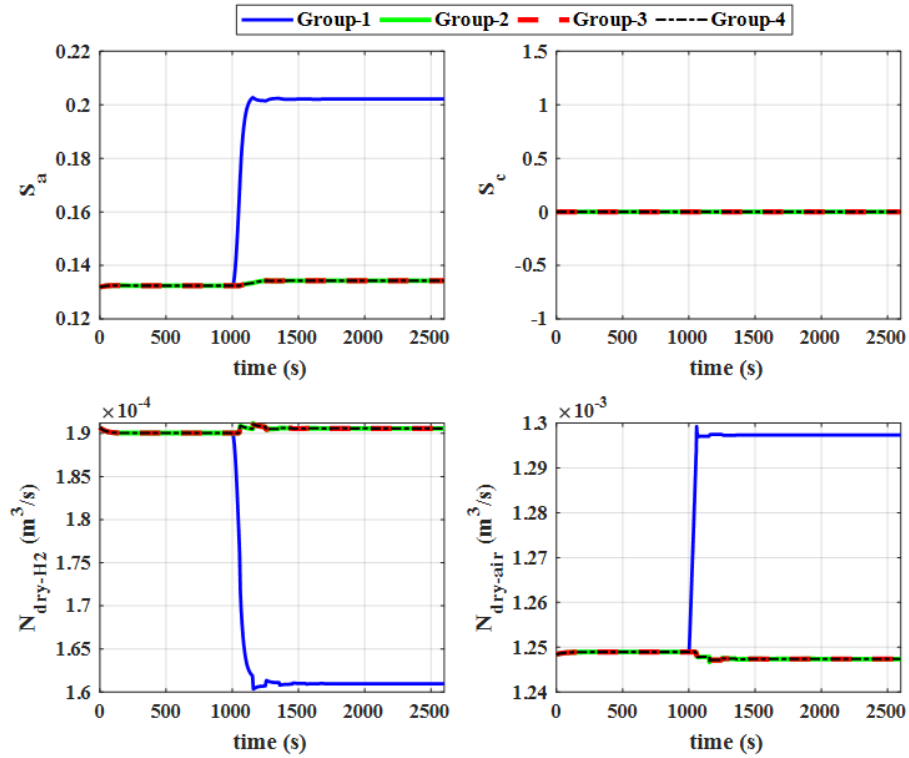 Group-1 Group-2 Group-3 Group-4
S_a
0.22
0.2
0.18
0.16
0.14
0.12
0 500 1000 1500 2000 2500
time (s)
S_c
1.5
1
0.5
0
-0.5
-1
0 500 1000 1500 2000 2500
time (s)
N_dry-H2 (m^3/s)
×10^-4
1.9
1.85
1.8
1.75
1.7
1.65
1.6
0 500 1000 1500 2000 2500
time (s)
N_dry-air (m^3/s)
×10^-3
1.3
1.29
1.28
1.27
1.26
1.25
1.24
0 500 1000 1500 2000 2500
time (s)